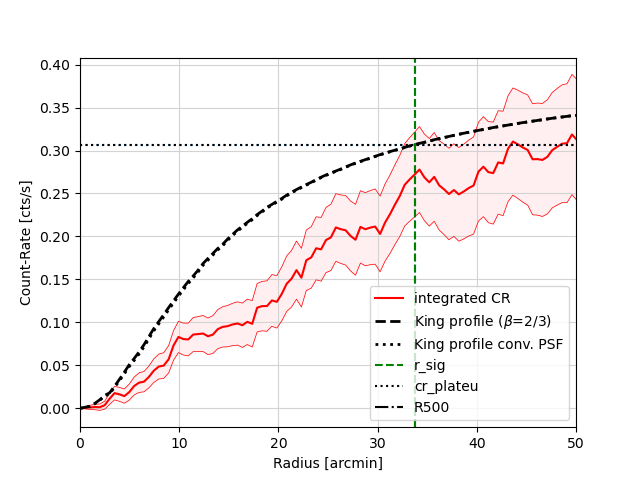 0.40
0.35
0.30
0.25
0.20
0.15
0.10
0.05
0.00
Count-Rate [cts/s]
integrated CR
King profile (β=2/3)
King profile conv. PSF
r_sig
cr_plateu
R500
0 10 20 30 40 50
Radius [arcmin]